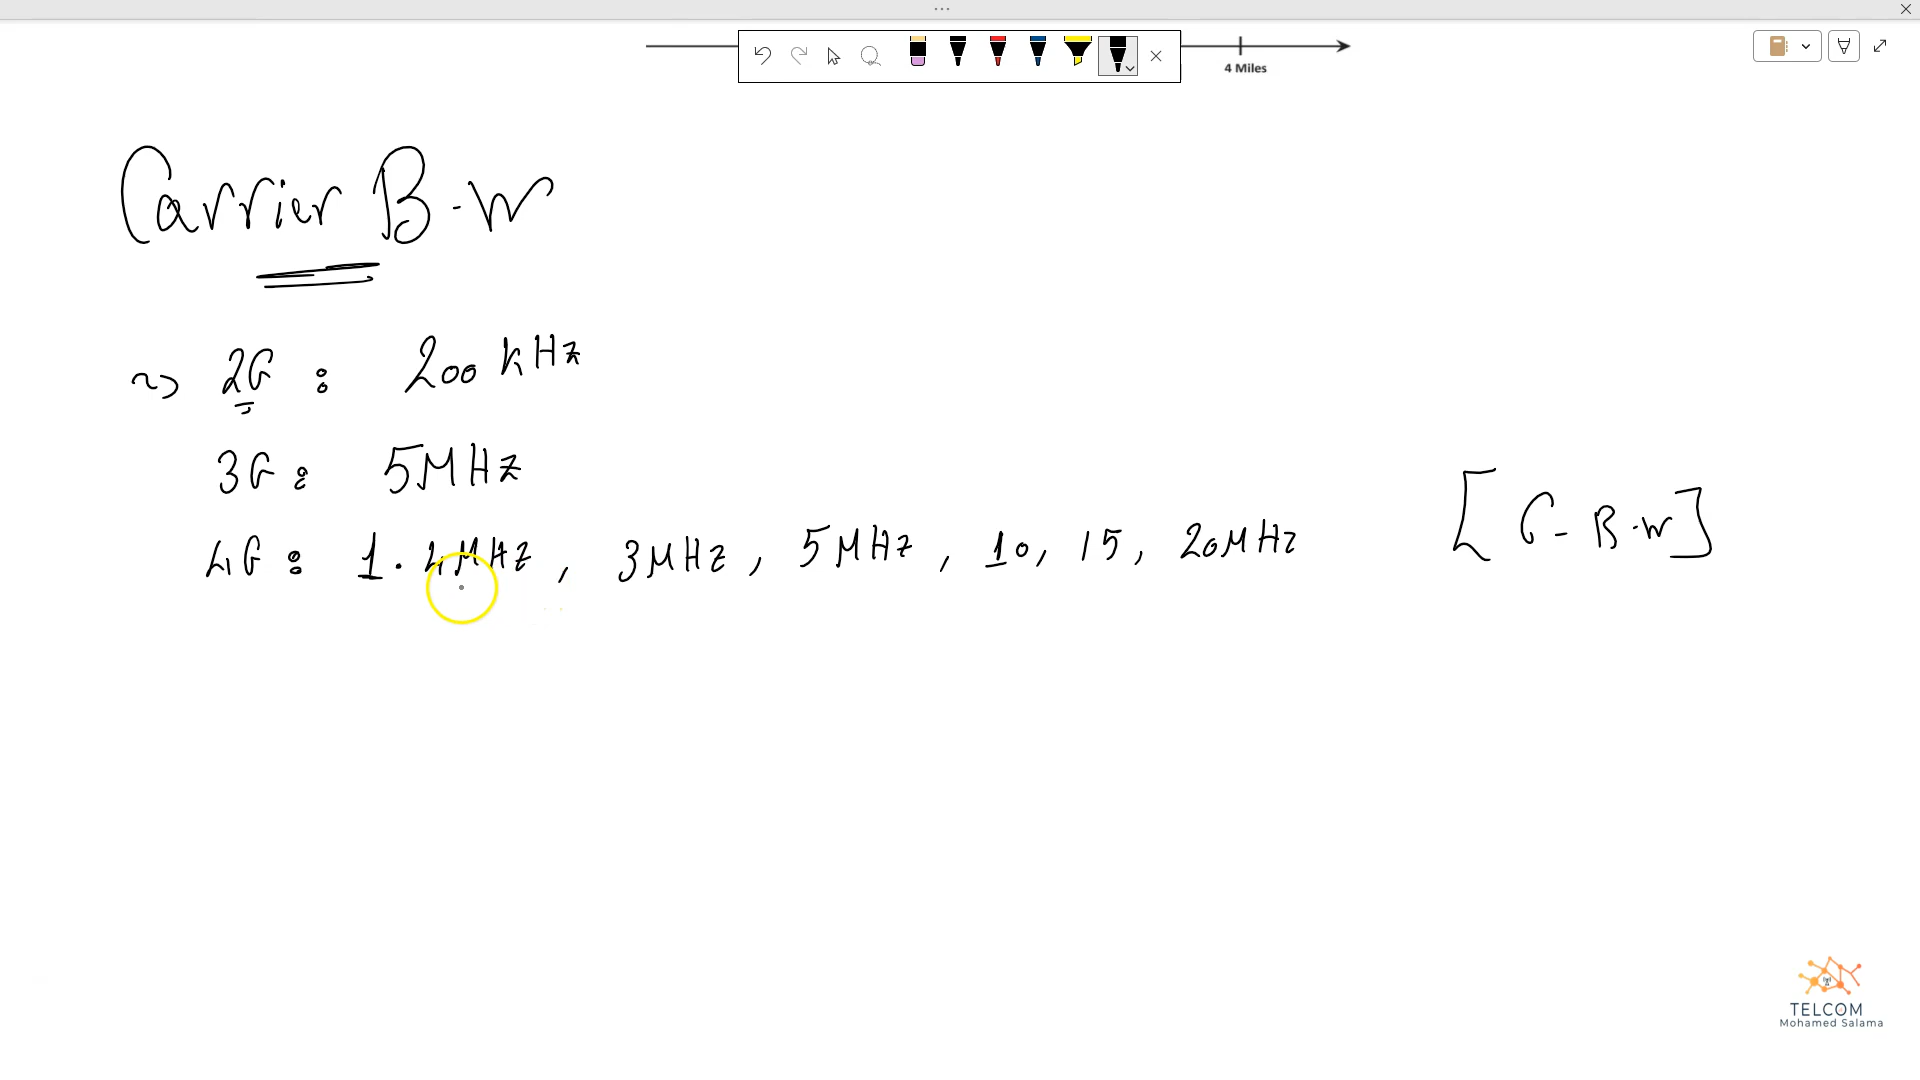 4 Miles
Carrier B.W
~> 2G : 200 kHz
3G : 5MHz
4G : 1.4MHz , 3MHz , 5MHz , 10 , 15 , 20MHz
[ C-B.W ]
TELCOM
Mohamed Salama